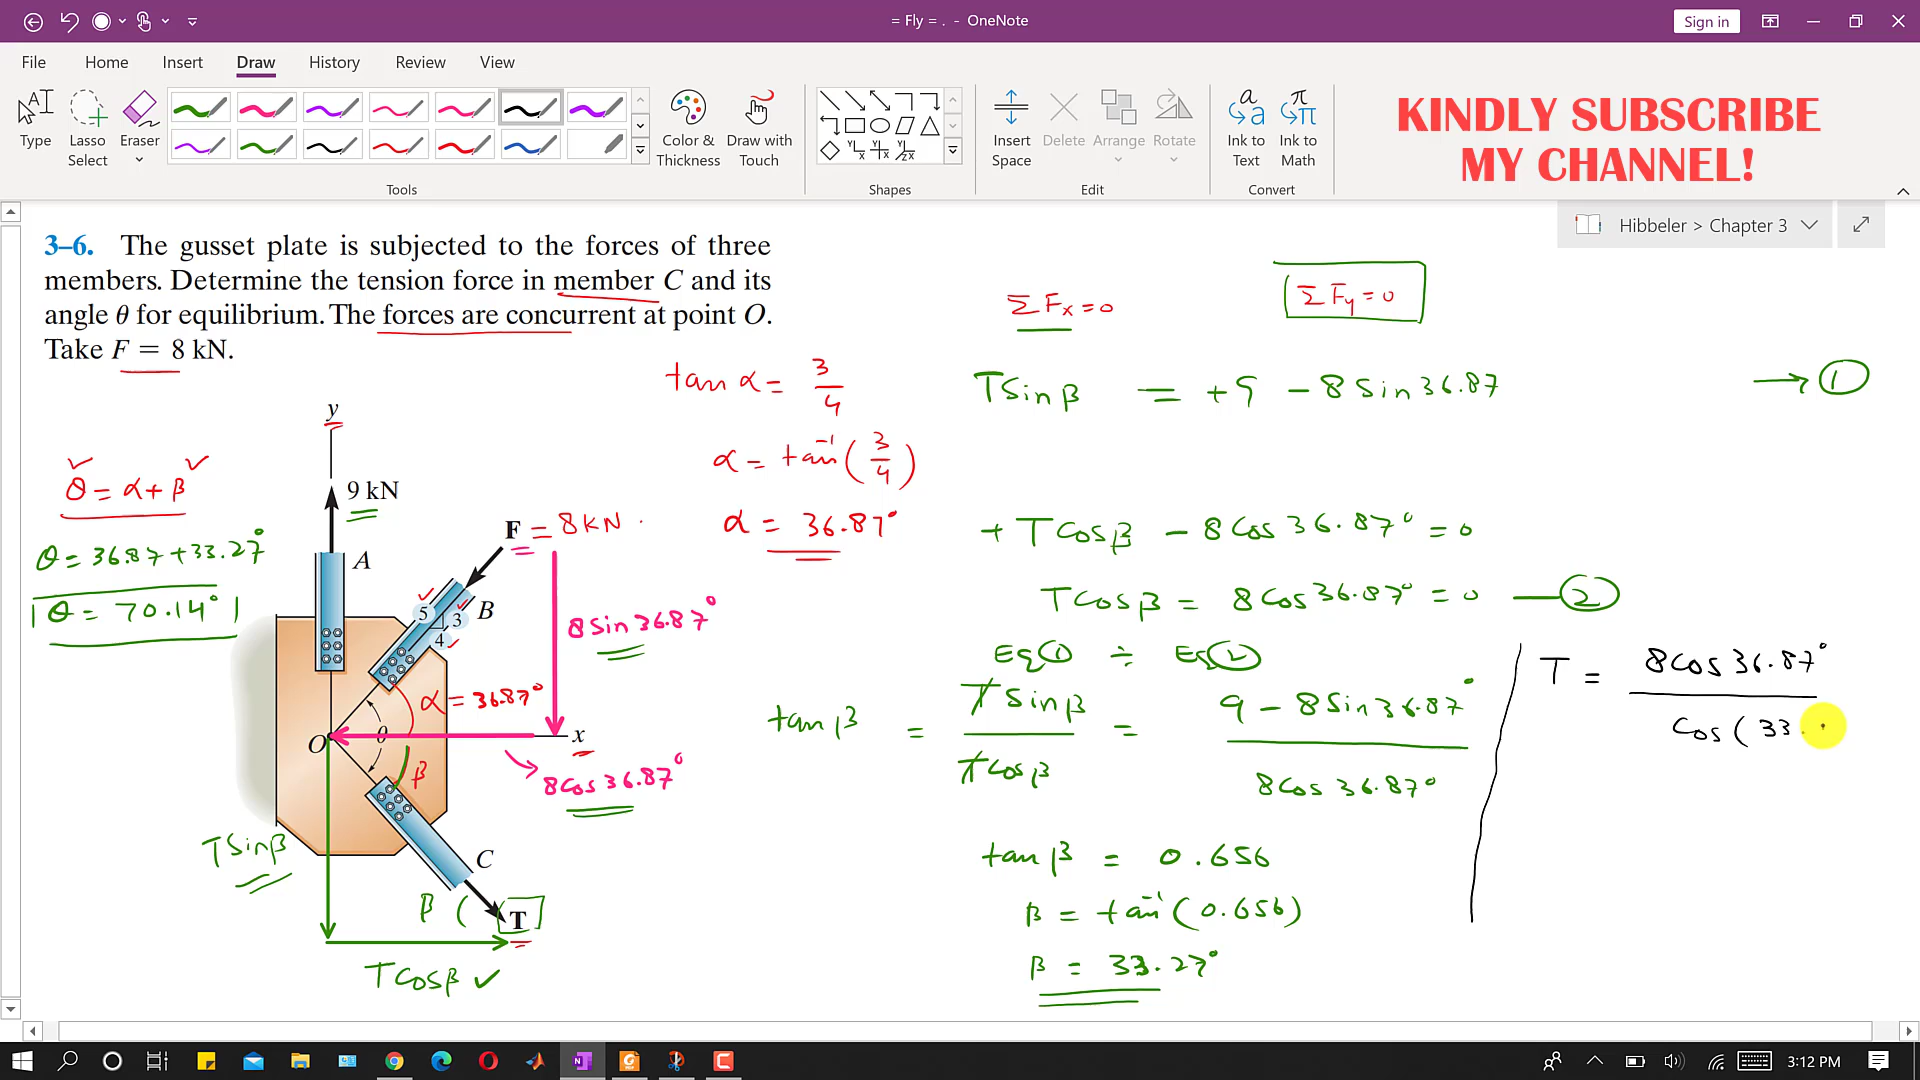 = Fly = . - OneNote
Sign in
File Home Insert Draw History Review View
Type
Lasso Select
Eraser
Color & Thickness
Draw with Touch
Insert Space
Delete
Arrange
Rotate
Ink to Text
Ink to Math
Tools
Shapes
Edit
Convert
KINDLY SUBSCRIBE
MY CHANNEL!
Hibbeler > Chapter 3
3–6. The gusset plate is subjected to the forces of three
members. Determine the tension force in member C and its
angle θ for equilibrium. The forces are concurrent at point O.
Take F = 8 kN.
ΣFx = 0
ΣFy = 0
tan α = 3/4
α = tan⁻¹(3/4)
α = 36.87°
θ = α + β
θ = 36.87 + 33.27°
θ = 70.14°
y
9 kN
A
F = 8 kN.
B
5
3
4
8 sin 36.87°
α = 36.87°
O
θ
x
β
8 cos 36.87°
T sin β
C
β (
T
T cos β ✓
T sin β = +9 - 8 sin 36.87 → ①
+ T cos β - 8 cos 36.87° = 0
T cos β = 8 cos 36.87° = 0 — ②
Eq ① ÷ Eq ②
tan β = T sin β / T cos β = 9 - 8 sin 36.87° / 8 cos 36.87°
tan β = 0.656
β = tan⁻¹(0.656)
β = 33.27°
T = 8 cos 36.87° / cos (33.
3:12 PM